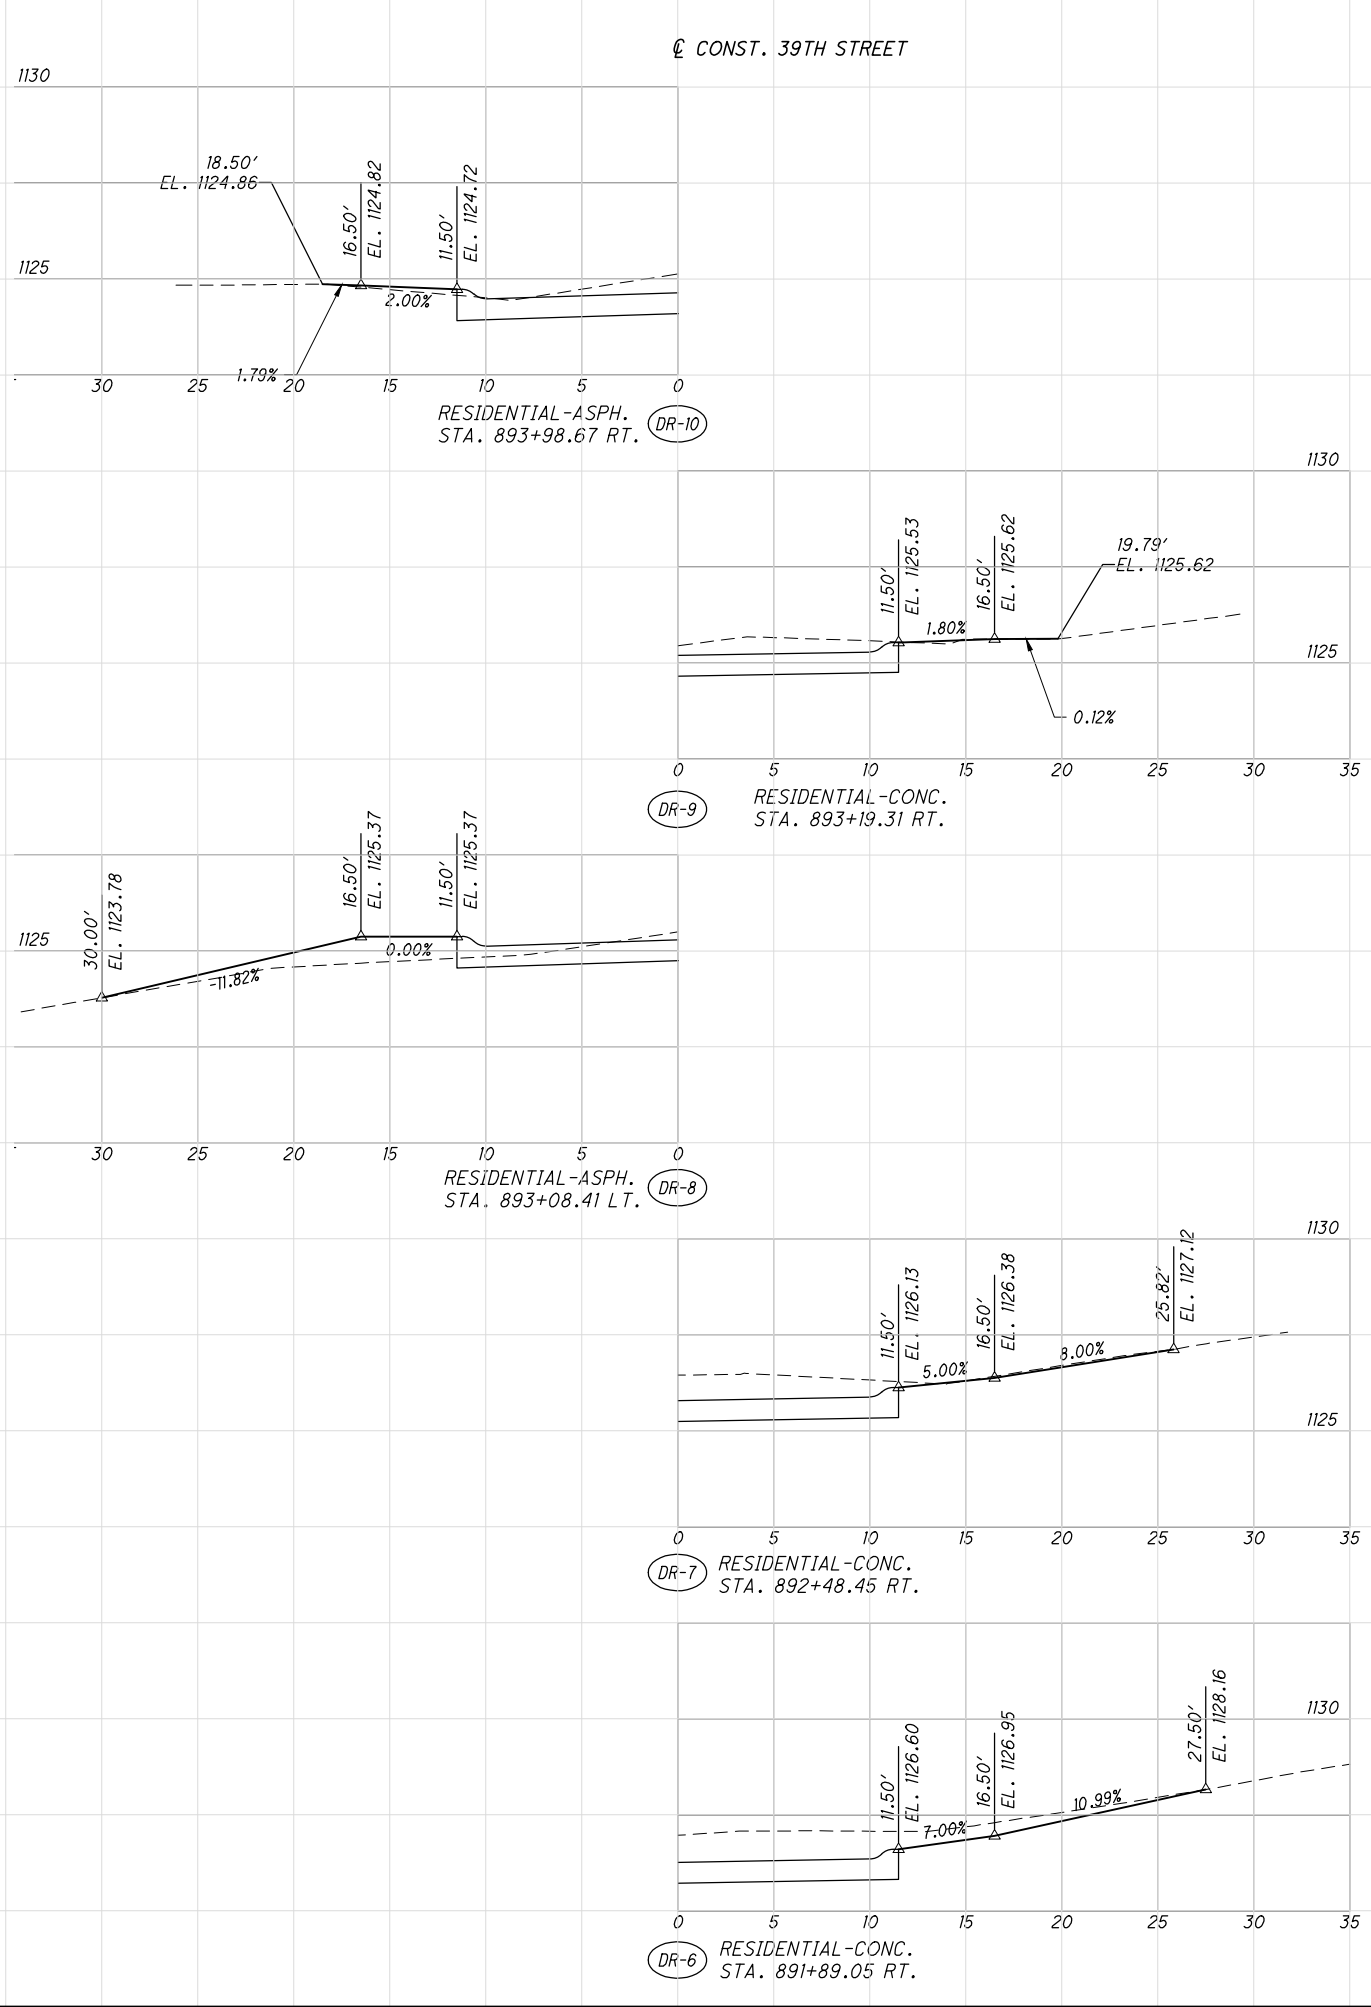 ℄ CONST. 39TH STREET
1130
18.50'
EL. 1124.86
16.50'
EL. 1124.82
11.50'
EL. 1124.72
1125
2.00%
1.79%
30 25 20 15 10 5 0
RESIDENTIAL-ASPH.
STA. 893+98.67 RT.
DR-10
1130
11.50'
EL. 1125.53
16.50'
EL. 1125.62
19.79'
EL. 1125.62
1.80%
1125
0.12%
0 5 10 15 20 25 30 35
DR-9
RESIDENTIAL-CONC.
STA. 893+19.31 RT.
30.00'
EL. 1123.78
16.50'
EL. 1125.37
11.50'
EL. 1125.37
1125
0.00%
-11.82%
30 25 20 15 10 5 0
RESIDENTIAL-ASPH.
STA. 893+08.41 LT.
DR-8
1130
11.50'
EL. 1126.13
16.50'
EL. 1126.38
25.82'
EL. 1127.12
5.00%
8.00%
1125
0 5 10 15 20 25 30 35
DR-7
RESIDENTIAL-CONC.
STA. 892+48.45 RT.
1130
11.50'
EL. 1126.60
16.50'
EL. 1126.95
27.50'
EL. 1128.16
7.00%
10.99%
0 5 10 15 20 25 30 35
DR-6
RESIDENTIAL-CONC.
STA. 891+89.05 RT.